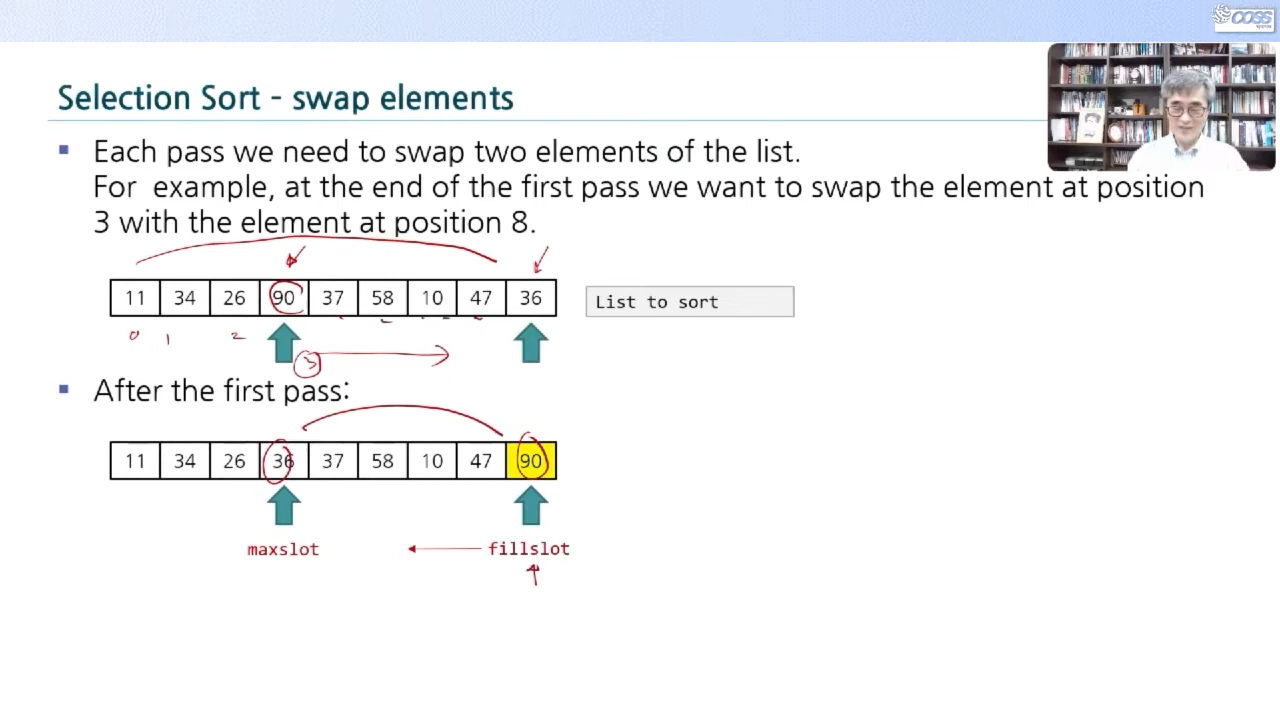 COSS
Selection Sort - swap elements
▪ Each pass we need to swap two elements of the list.
For example, at the end of the first pass we want to swap the element at position
3 with the element at position 8.
11 34 26 90 37 58 10 47 36
List to sort
0 1 2
3
▪ After the first pass:
11 34 26 36 37 58 10 47 90
maxslot fillslot